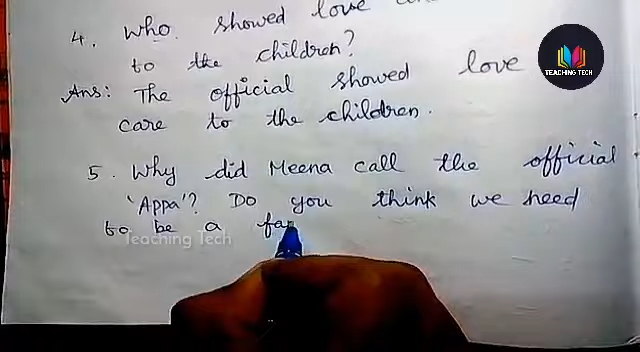 4. Who showed love
to the children?
Ans: The official showed love
care to the children.
5. Why did Meena call the official
'Appa'? Do you think we need
to be a fa
Teaching Tech
TEACHING TECH